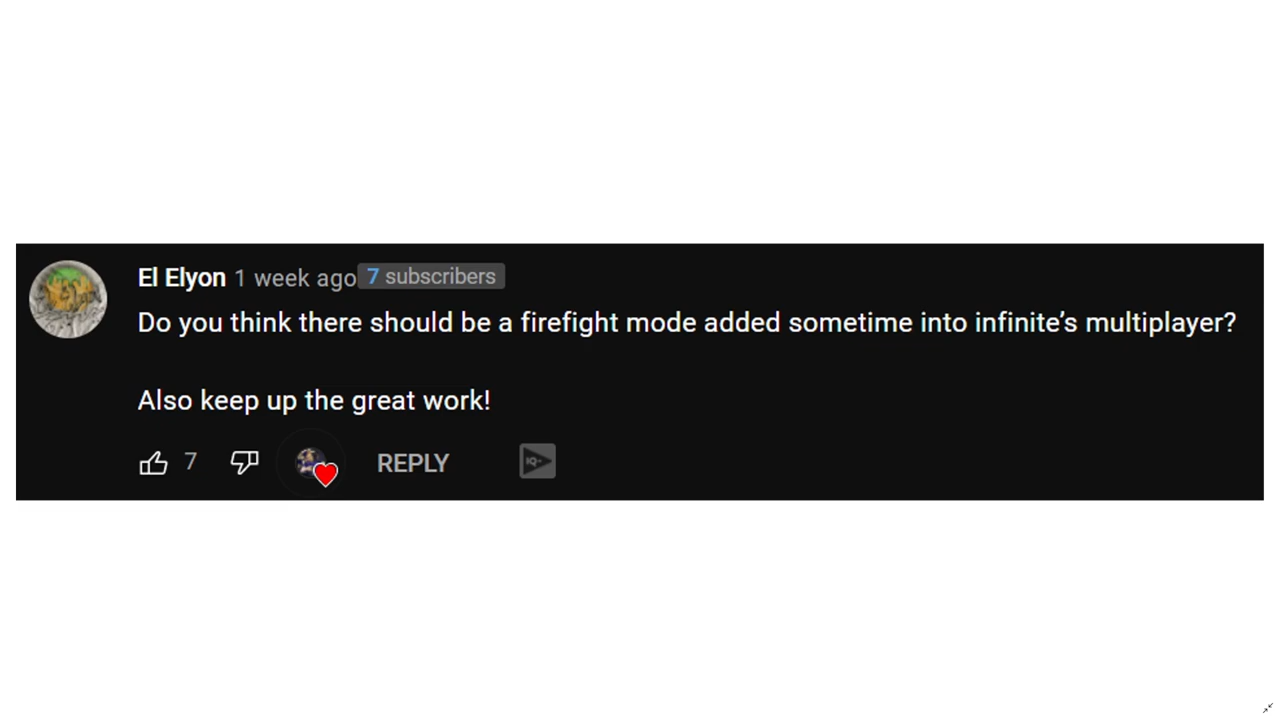 El Elyon 1 week ago 7 subscribers
Do you think there should be a firefight mode added sometime into infinite's multiplayer?
Also keep up the great work!
7 REPLY IQ